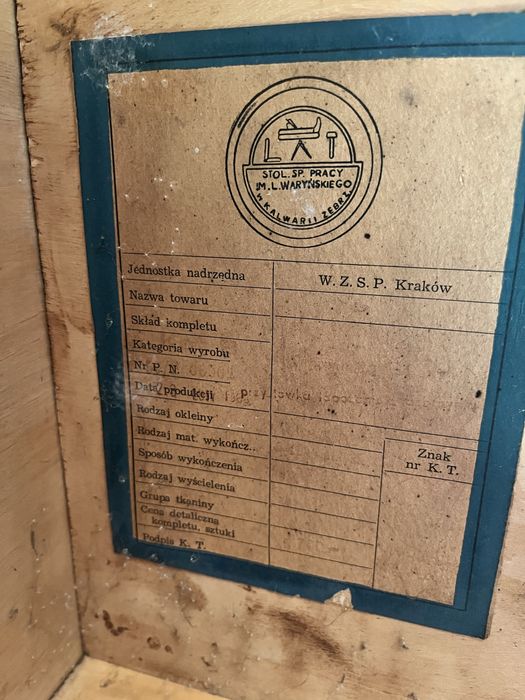 STOL. SP. PRACY
IM. L. WARYŃSKIEGO
W KALWARII ZEBRZ.
Jednostka nadrzędna
W. Z. S. P. Kraków
Nazwa towaru
Skład kompletu
Kategoria wyrobu
Nr P. N.
Data produkcji
Rodzaj okleiny
Rodzaj mat. wykończ..
Znak
nr K. T.
Sposób wykończenia
Rodzaj wyścielenia
Grupa tkaniny
Cena detaliczna
kompletu, sztuki
Podpis K. T.